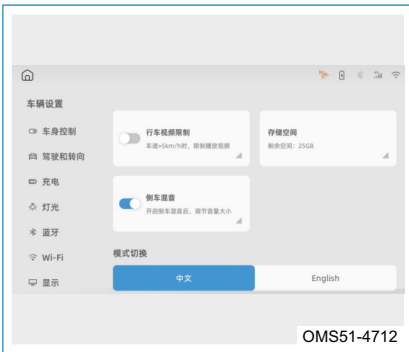 车辆设置
车身控制
驾驶和转向
充电
灯光
蓝牙
Wi-Fi
显示
行车视频限制
车速>5km/h时，限制播放视频
存储空间
剩余空间：25GB
倒车混音
开启倒车混音后，调节音量大小
模式切换
中文
English
OMS51-4712